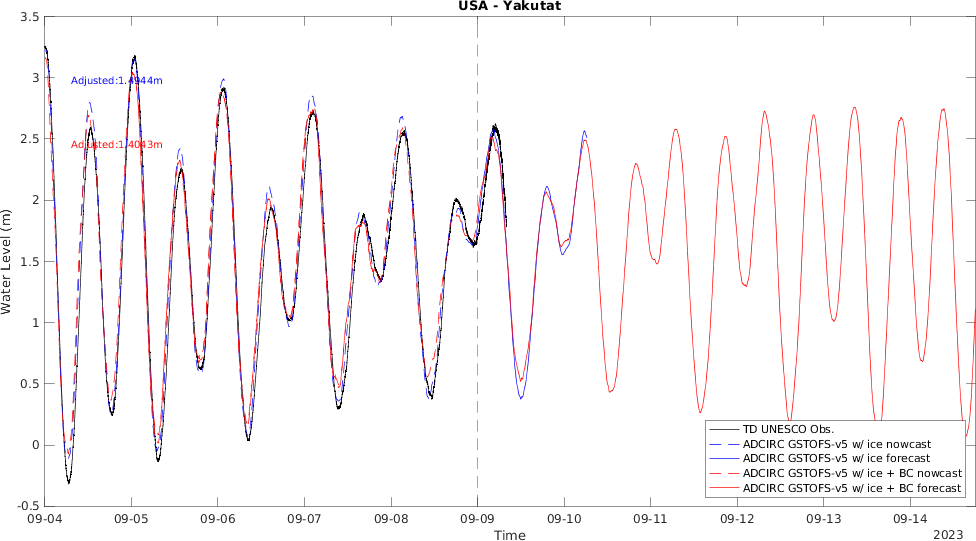 USA - Yakutat
3.5
3
2.5
2
1.5
1
0.5
0
-0.5
Water Level (m)
Adjusted:1.4944m
Adjusted:1.4043m
TD UNESCO Obs.
ADCIRC GSTOFS-v5 w/ ice nowcast
ADCIRC GSTOFS-v5 w/ ice forecast
ADCIRC GSTOFS-v5 w/ ice + BC nowcast
ADCIRC GSTOFS-v5 w/ ice + BC forecast
09-04 09-05 09-06 09-07 09-08 09-09 09-10 09-11 09-12 09-13 09-14
Time
2023